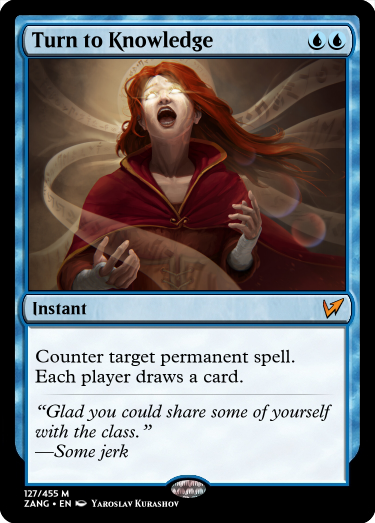 Turn to Knowledge
Instant
Counter target permanent spell.
Each player draws a card.
“Glad you could share some of yourself
with the class.”
—Some jerk
127/455 M
ZANG • EN Yaroslav Kurashov